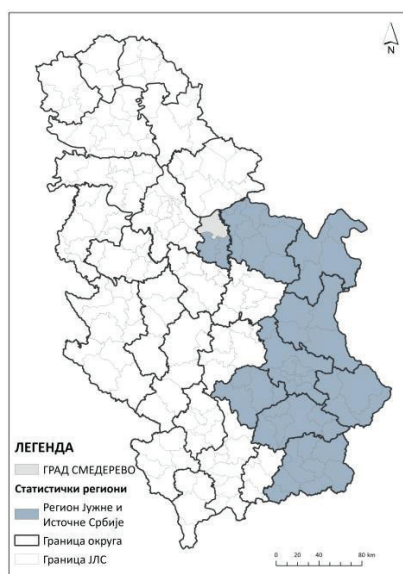 N
ЛЕГЕНДА
ГРАД СМЕДЕРЕВО
Статистички региони
Регион Јужне и
Источне Србије
Граница округа
Граница ЈЛС
0 20 40 80 km